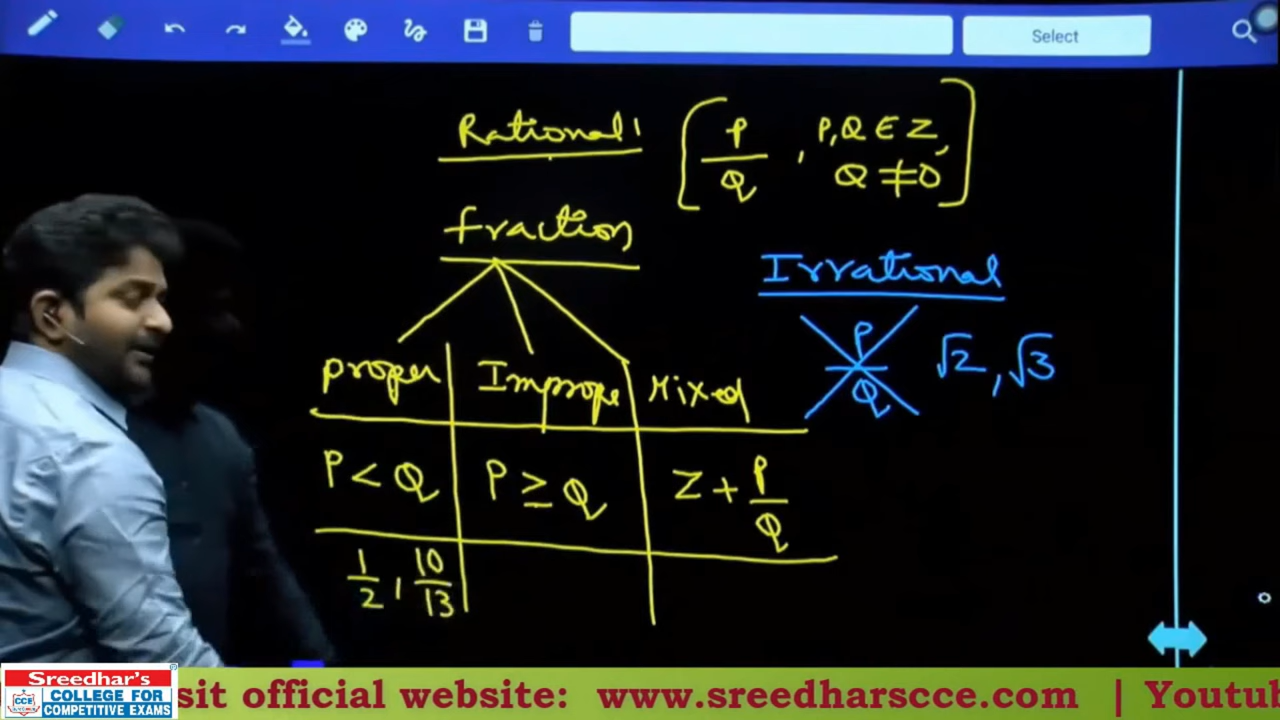 Select
Rational
P/Q , P,Q ∈ Z,
Q ≠ 0
fraction
Irrational
P/Q √2 , √3
proper Imprope Mixed
P < Q P ≥ Q Z + P/Q
1/2 , 10/13
Sreedhar's
CCE COLLEGE FOR
COMPETITIVE EXAMS
sit official website: www.sreedharscce.com | Youtub